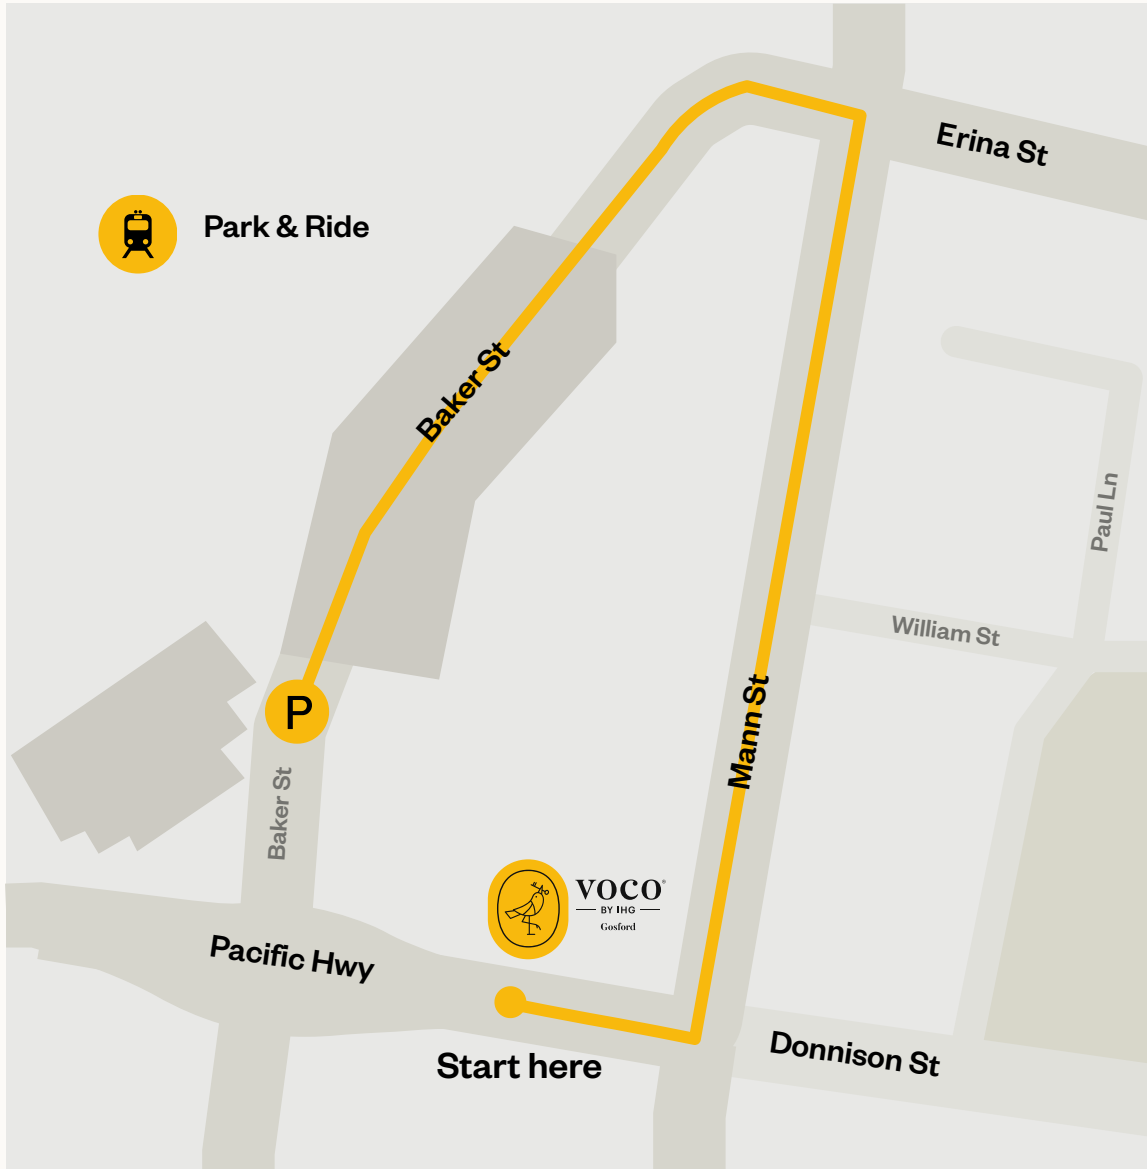 Erina St
Park & Ride
Baker St
Paul Ln
William St
Mann St
P
Baker St
VOCO®
BY IHG
Gosford
Pacific Hwy
Donnison St
Start here